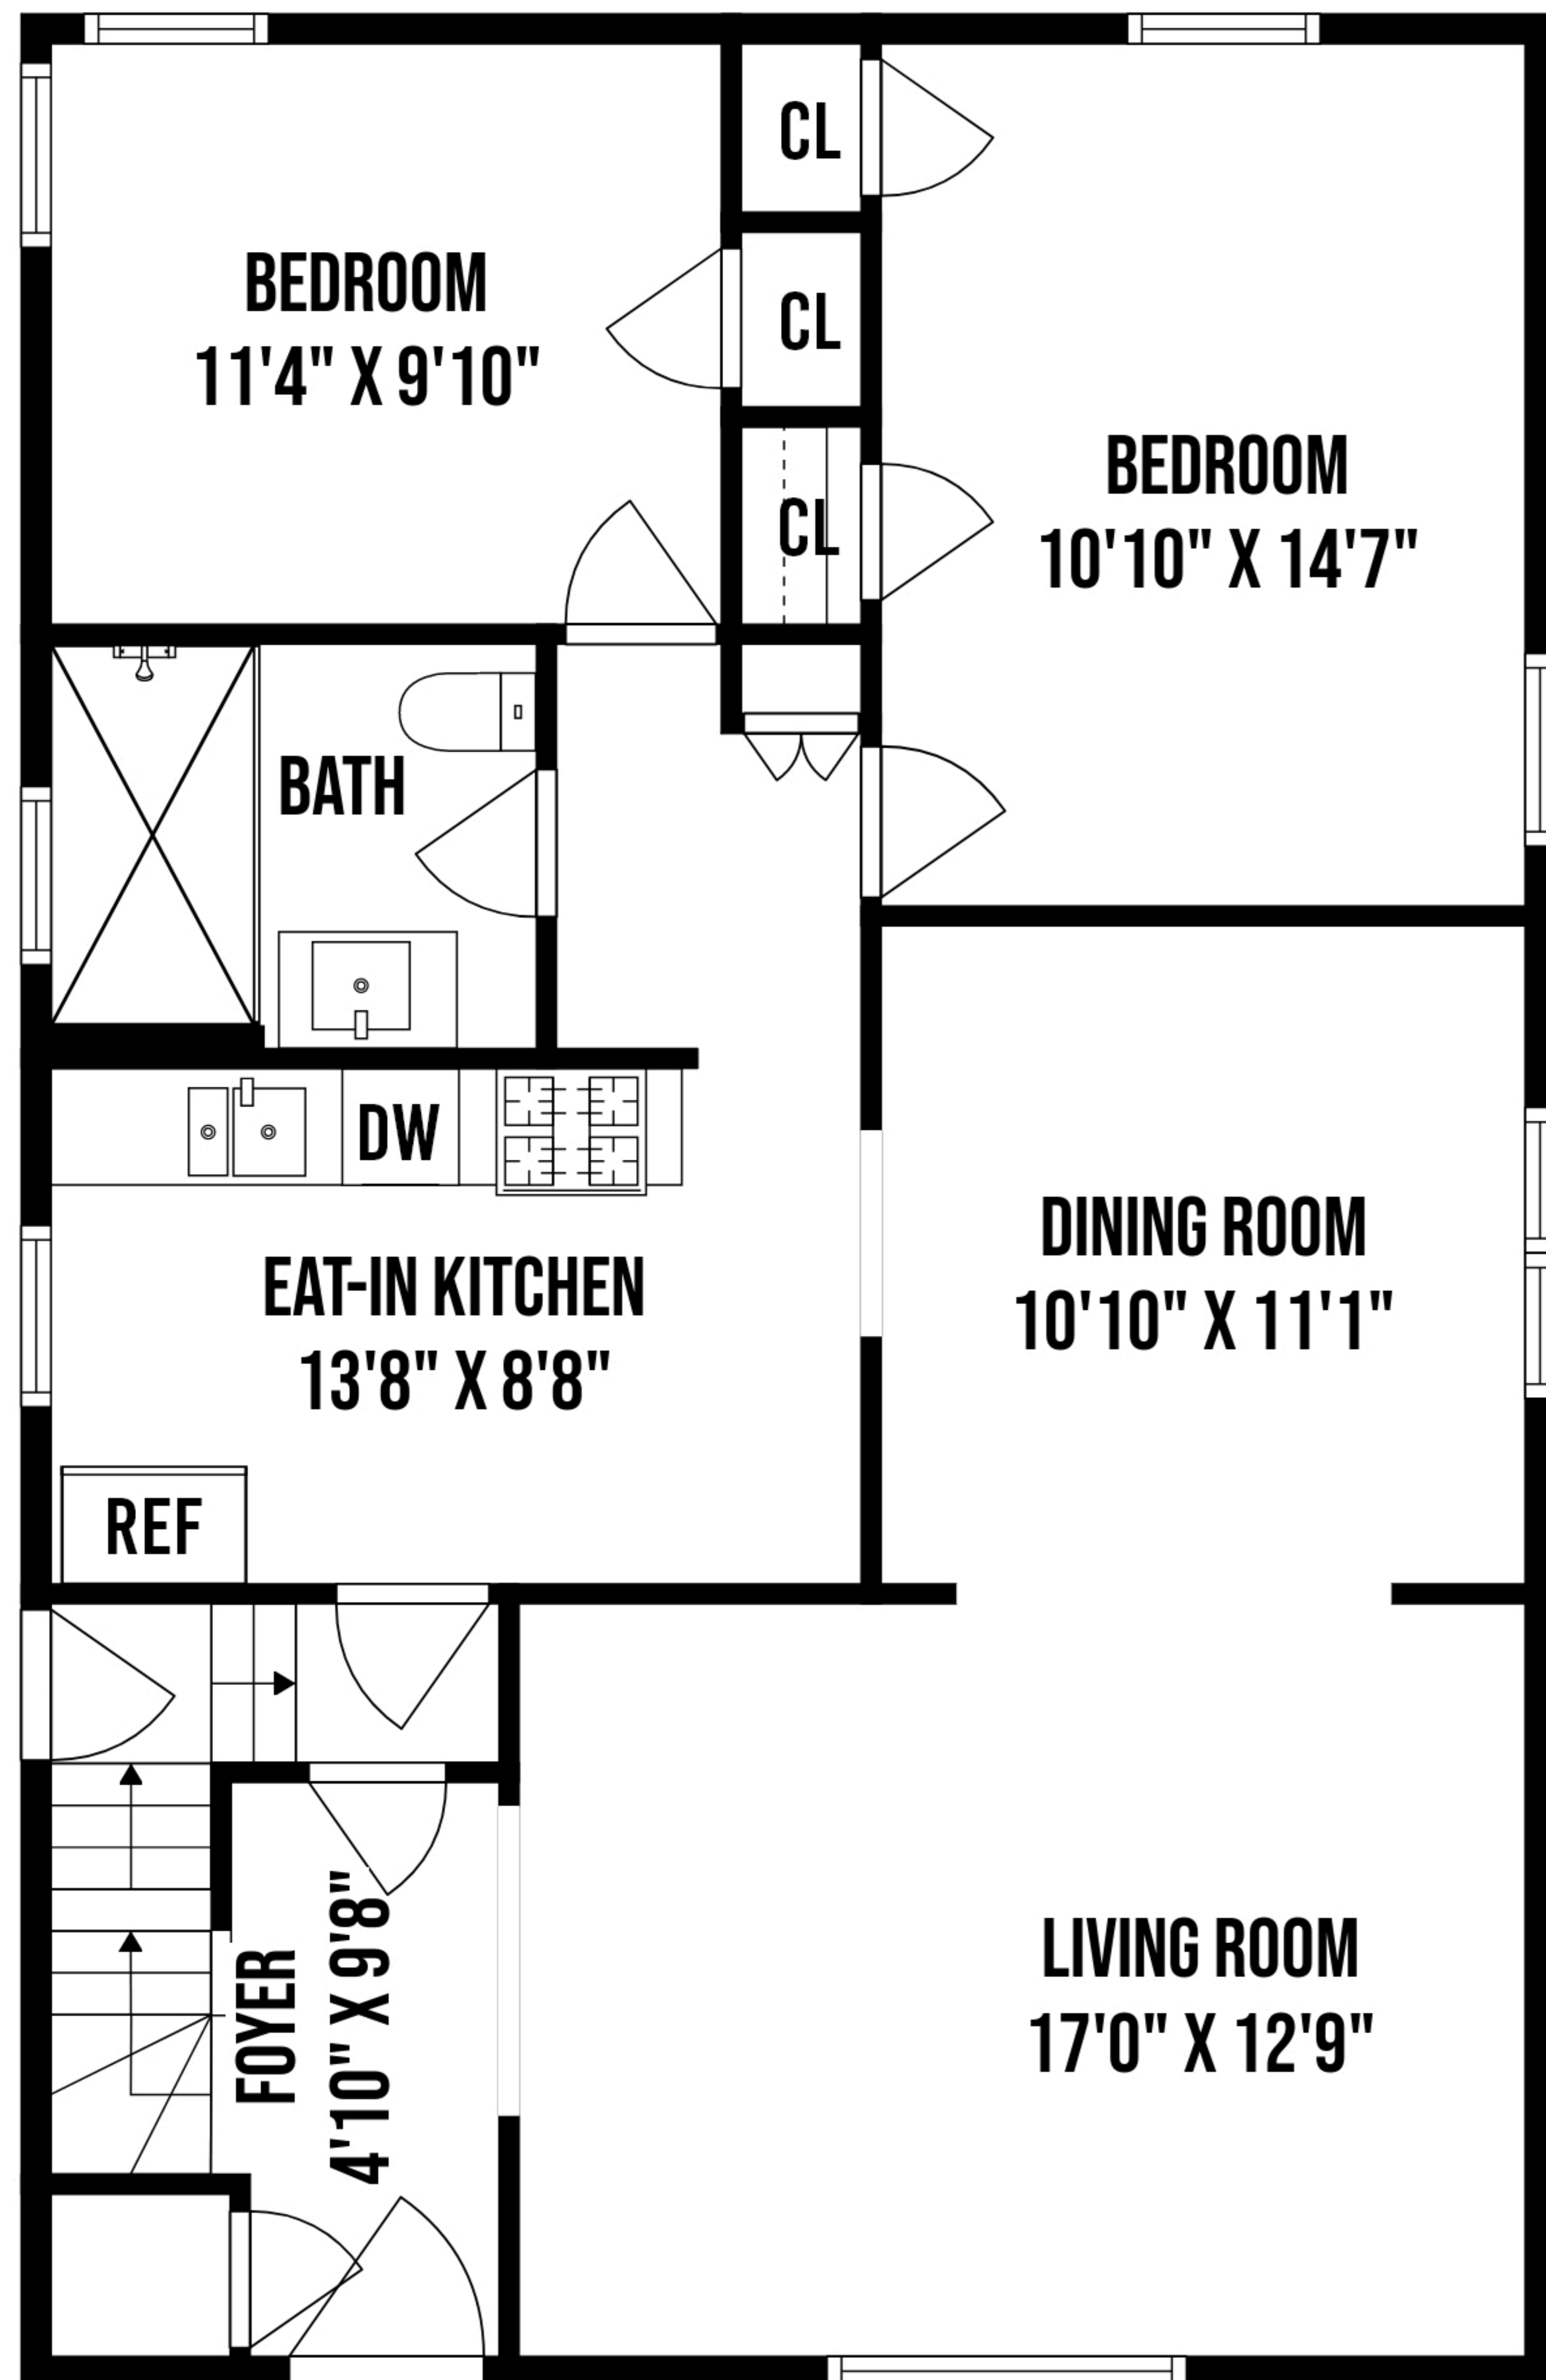 CL
BEDROOM
11'4" X 9'10"
CL
BEDROOM
10'10" X 14'7"
CL
BATH
DW
EAT-IN KITCHEN
13'8" X 8'8"
DINING ROOM
10'10" X 11'1"
REF
FOYER
4'10" X 9'8"
LIVING ROOM
17'0" X 12'9"